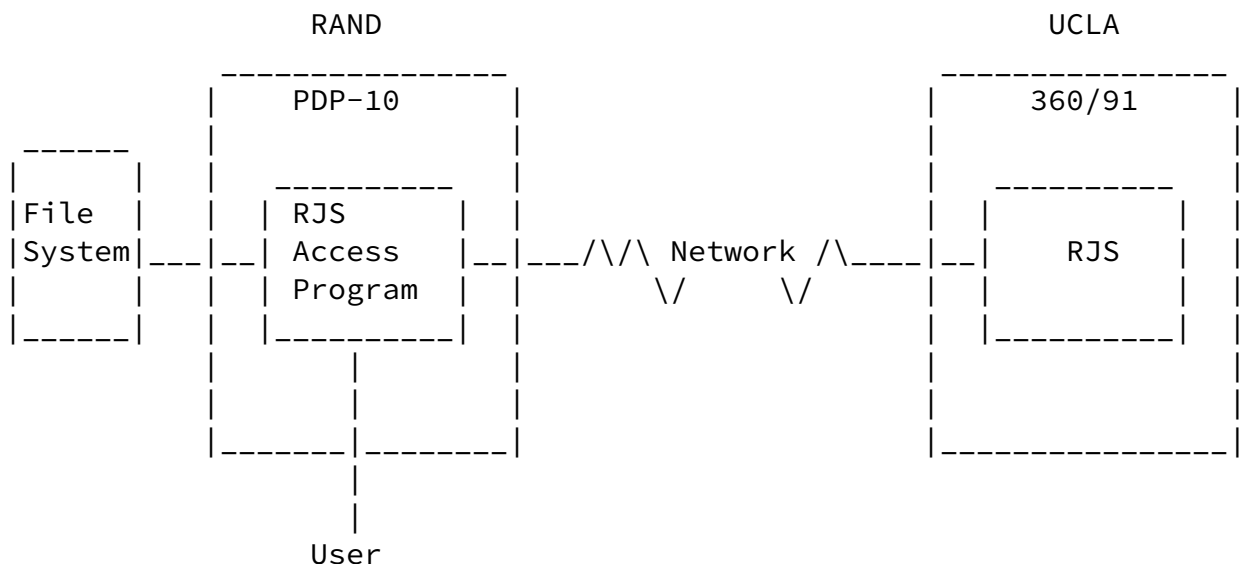 RAND UCLA
PDP-10 360/91
File RJS
System Access Network RJS
Program
User